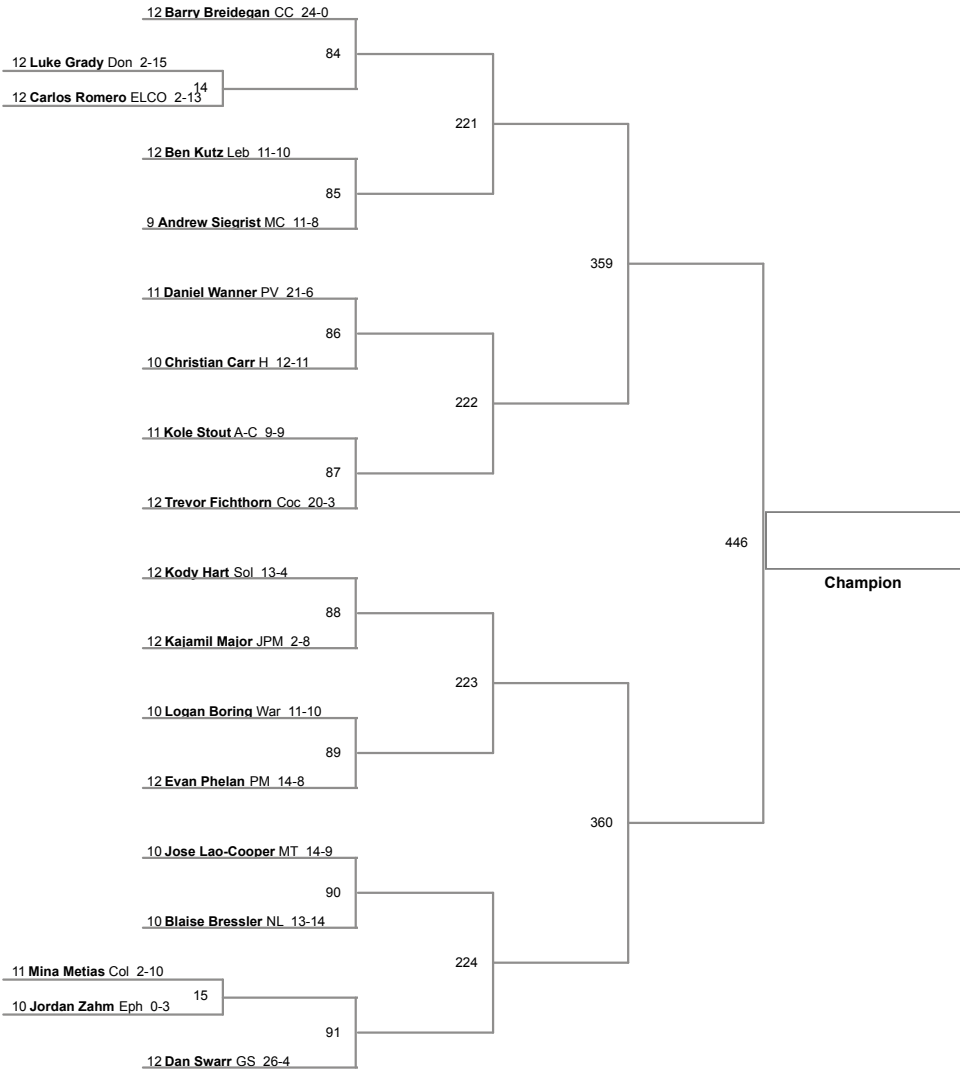 12 Barry Breidegan CC 24-0
84
12 Luke Grady Don 2-15
14
12 Carlos Romero ELCO 2-13
221
12 Ben Kutz Leb 11-10
85
9 Andrew Siegrist MC 11-8
359
11 Daniel Wanner PV 21-6
86
10 Christian Carr H 12-11
222
11 Kole Stout A-C 9-9
87
12 Trevor Fichthorn Coc 20-3
446
Champion
12 Kody Hart Sol 13-4
88
12 Kajamil Major JPM 2-8
223
10 Logan Boring War 11-10
89
12 Evan Phelan PM 14-8
360
10 Jose Lao-Cooper MT 14-9
90
10 Blaise Bressler NL 13-14
224
11 Mina Metias Col 2-10
15
10 Jordan Zahm Eph 0-3
91
12 Dan Swarr GS 26-4